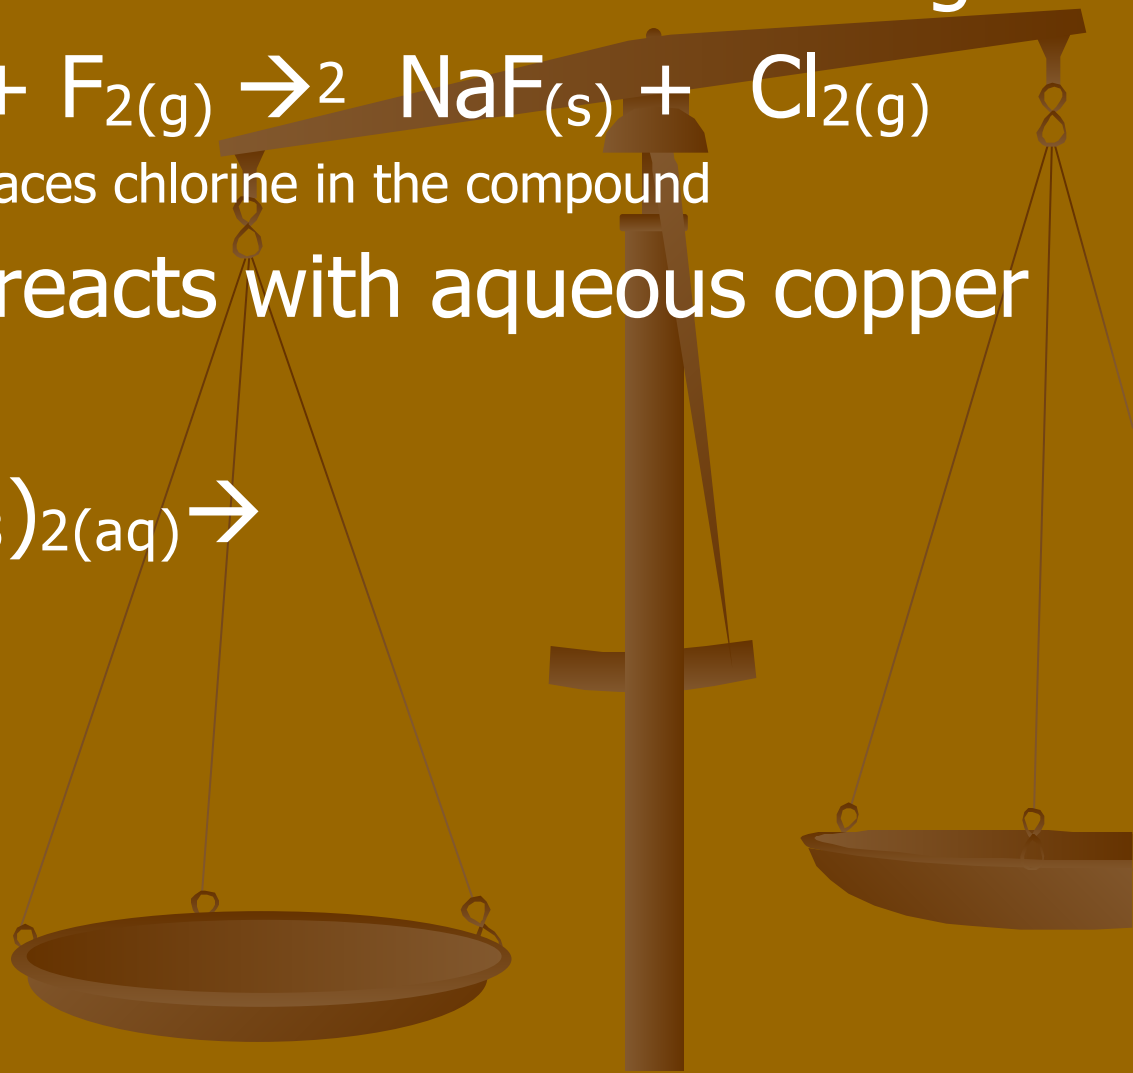 + F2(g) → 2 NaF(s) + Cl2(g)
aces chlorine in the compound
reacts with aqueous copper
)2(aq) →